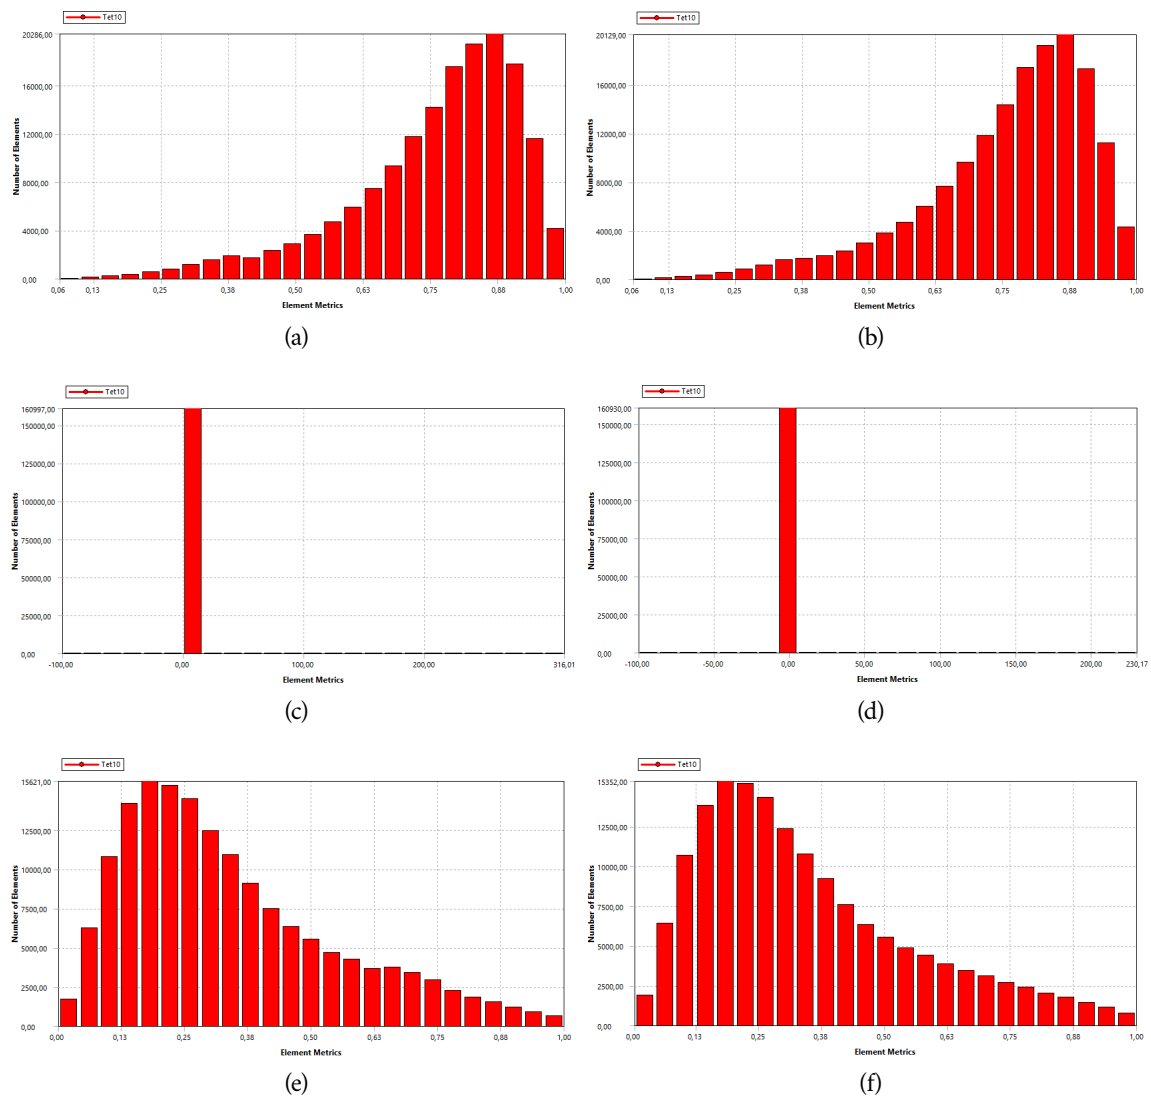 Tet10
20286,00
16000,00
12000,00
8000,00
4000,00
0,00
Number of Elements
0,06 0,13 0,25 0,38 0,50 0,63 0,75 0,88 1,00
Element Metrics
(a)
Tet10
20129,00
16000,00
12000,00
8000,00
4000,00
0,00
Number of Elements
0,06 0,13 0,25 0,38 0,50 0,63 0,75 0,88 1,00
Element Metrics
(b)
Tet10
160997,00
150000,00
125000,00
100000,00
75000,00
50000,00
25000,00
0,00
Number of Elements
-100,00 0,00 100,00 200,00 316,01
Element Metrics
(c)
Tet10
160930,00
150000,00
125000,00
100000,00
75000,00
50000,00
25000,00
0,00
Number of Elements
-100,00 -50,00 0,00 50,00 100,00 150,00 200,00 230,17
Element Metrics
(d)
Tet10
15621,00
12500,00
10000,00
7500,00
5000,00
2500,00
0,00
Number of Elements
0,00 0,13 0,25 0,38 0,50 0,63 0,75 0,88 1,00
Element Metrics
(e)
Tet10
15352,00
12500,00
10000,00
7500,00
5000,00
2500,00
0,00
Number of Elements
0,00 0,13 0,25 0,38 0,50 0,63 0,75 0,88 1,00
Element Metrics
(f)